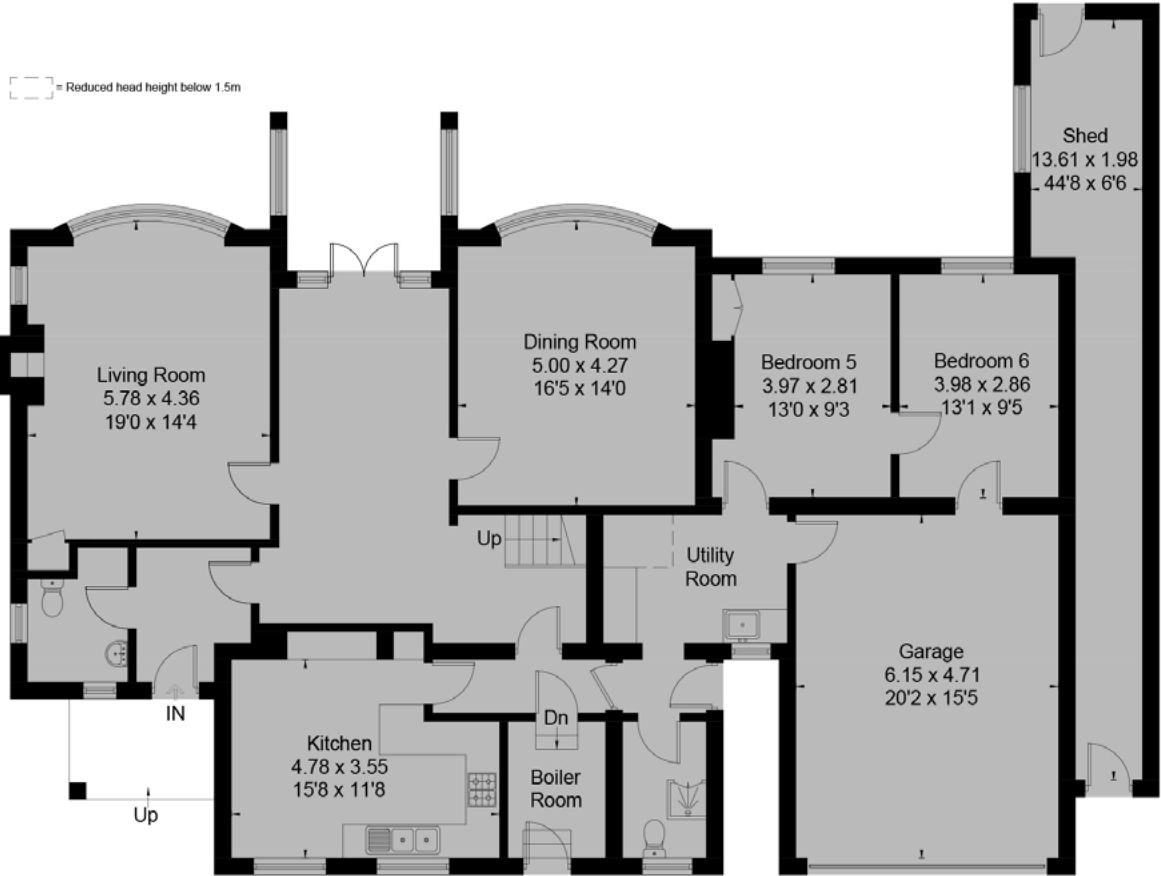 = Reduced head height below 1.5m
Shed
13.61 x 1.98
44'8 x 6'6
Living Room
5.78 x 4.36
19'0 x 14'4
Dining Room
5.00 x 4.27
16'5 x 14'0
Bedroom 5
3.97 x 2.81
13'0 x 9'3
Bedroom 6
3.98 x 2.86
13'1 x 9'5
Up
Utility
Room
Garage
6.15 x 4.71
20'2 x 15'5
IN
Dn
Kitchen
4.78 x 3.55
15'8 x 11'8
Boiler
Room
Up